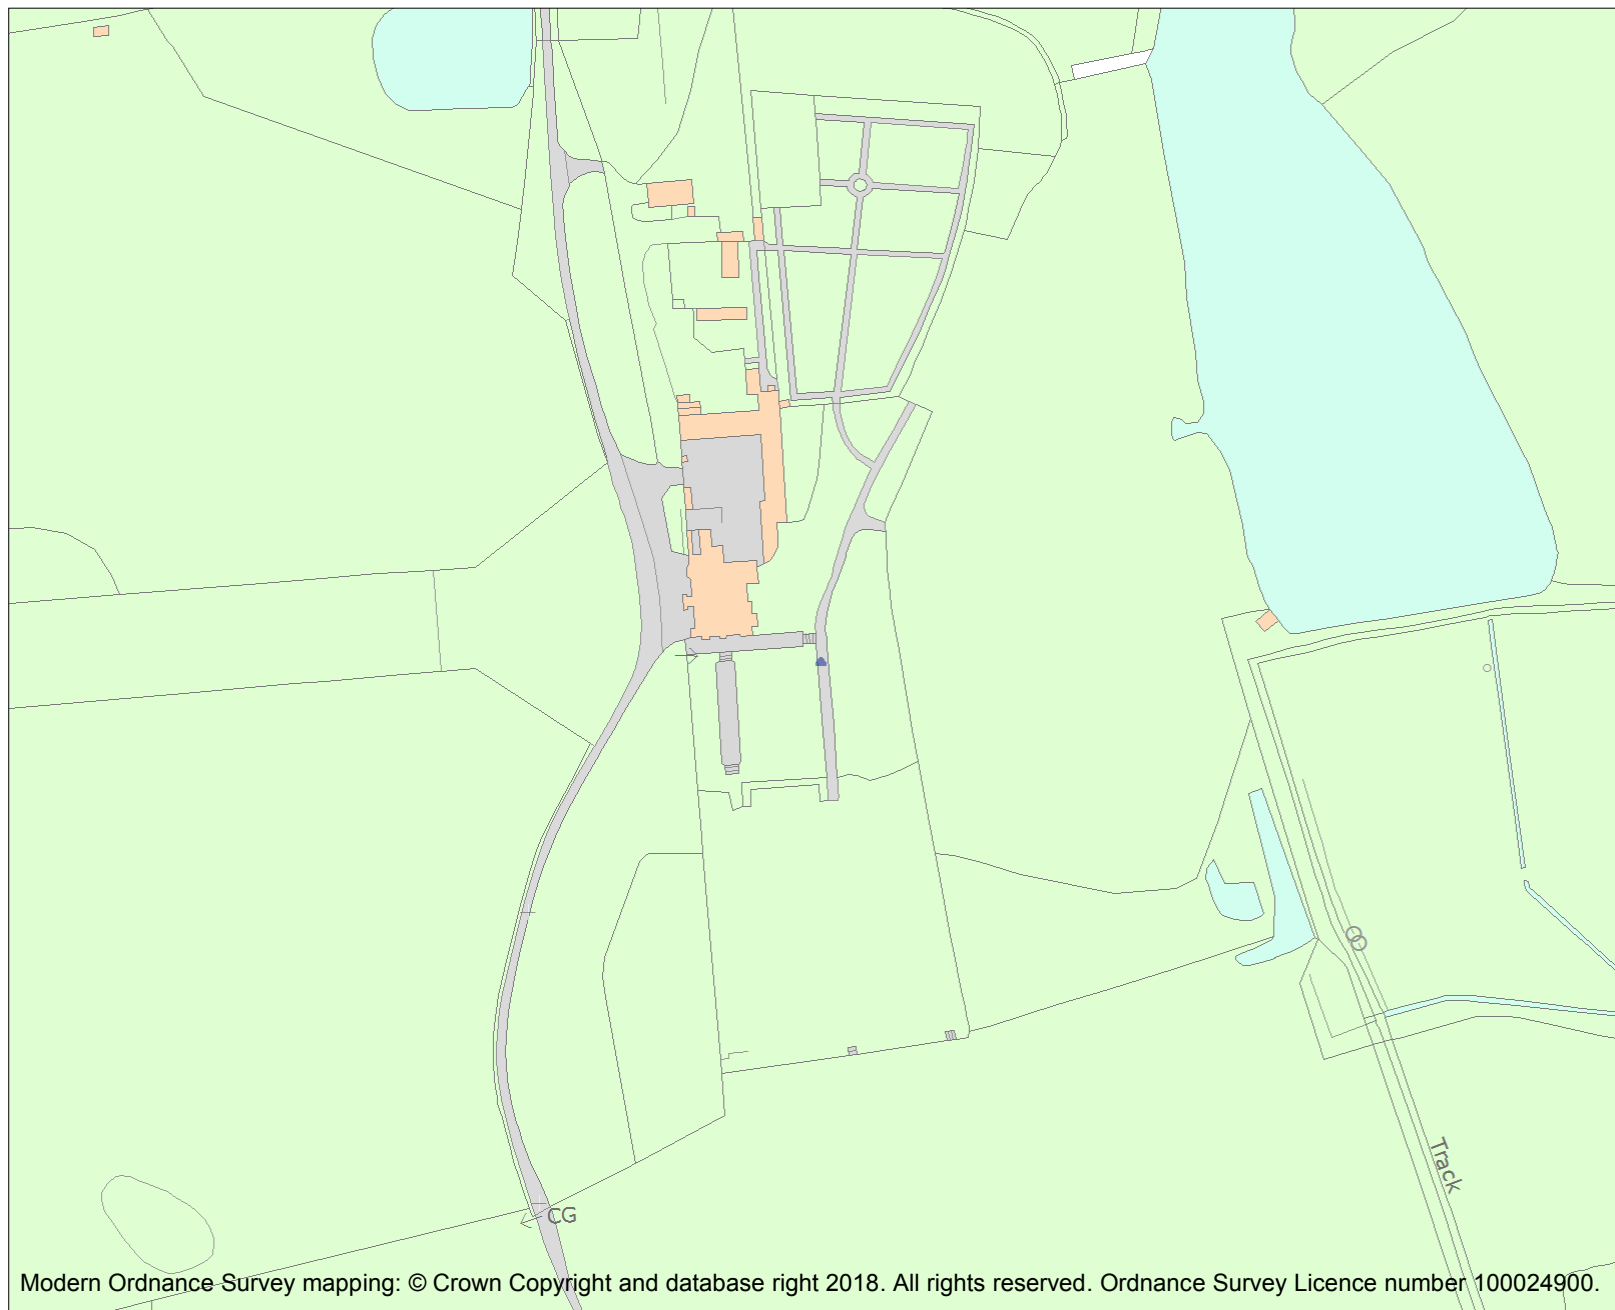 Track
CG
Modern Ordnance Survey mapping: © Crown Copyright and database right 2018. All rights reserved. Ordnance Survey Licence number 100024900.